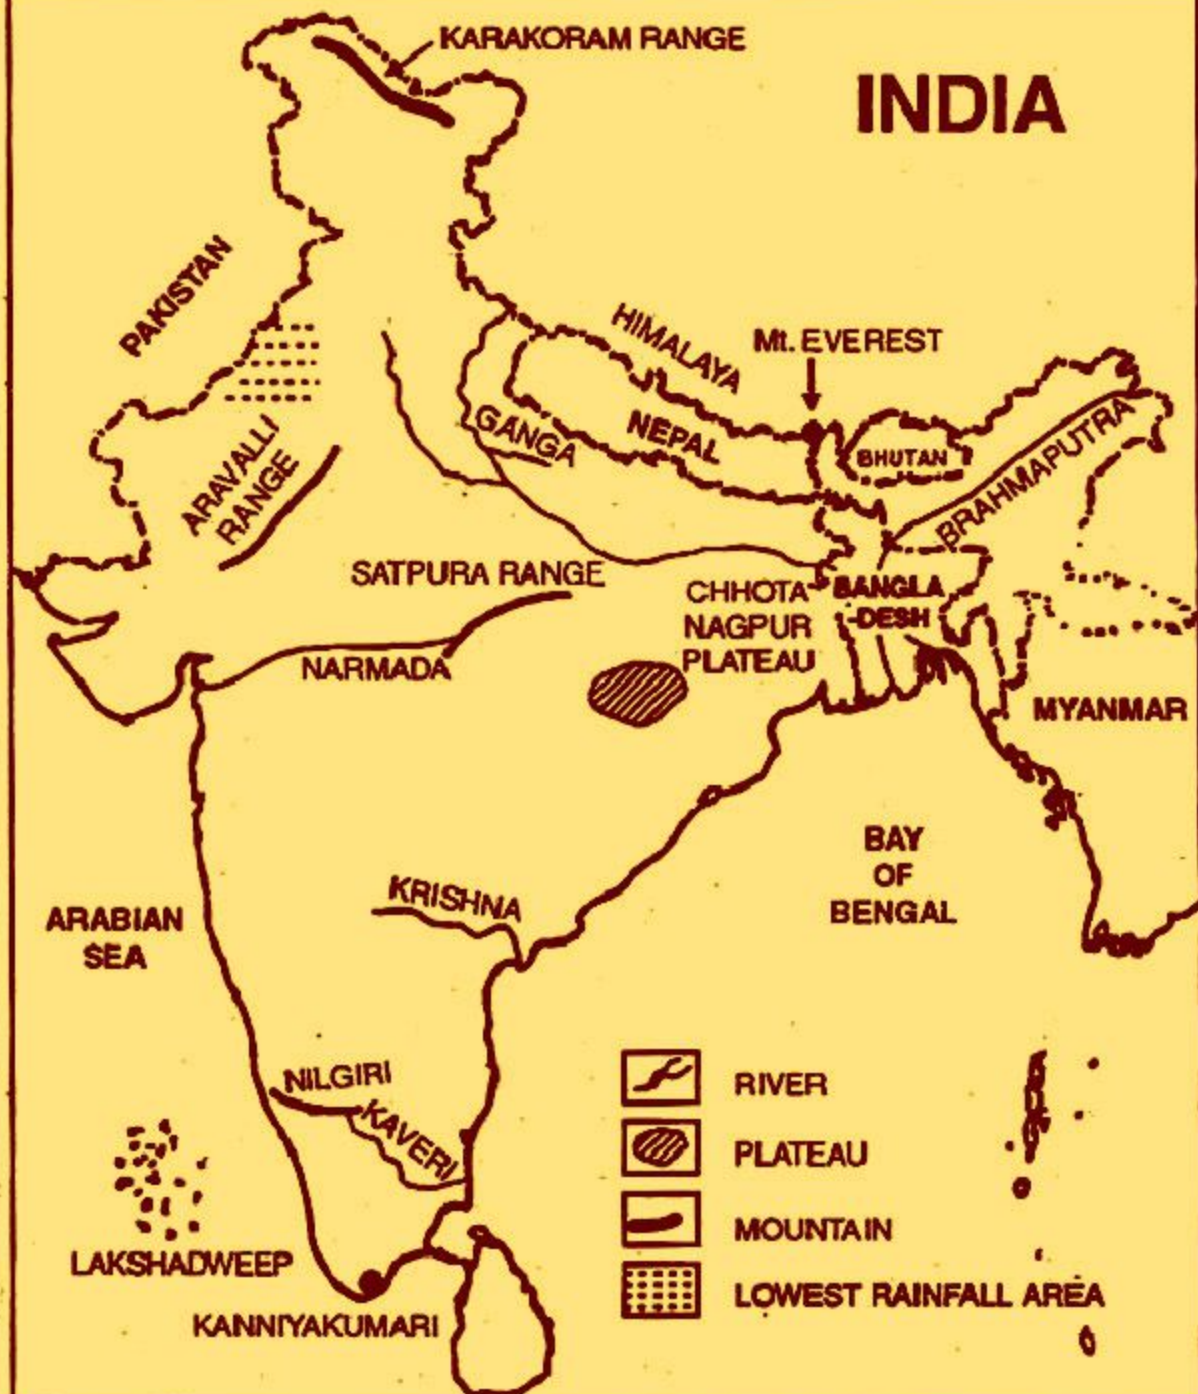 KARAKORAM RANGE
INDIA
PAKISTAN
HIMALAYA
Mt. EVEREST
NEPAL
BHUTAN
GANGA
BRAHMAPUTRA
ARAVALLI
RANGE
SATPURA RANGE
NARMADA
CHHOTA
NAGPUR
PLATEAU
BANGLA
-DESH
MYANMAR
BAY
OF
BENGAL
KRISHNA
ARABIAN
SEA
NILGIRI
KAVERI
LAKSHADWEEP
KANNIYAKUMARI
RIVER
PLATEAU
MOUNTAIN
LOWEST RAINFALL AREA